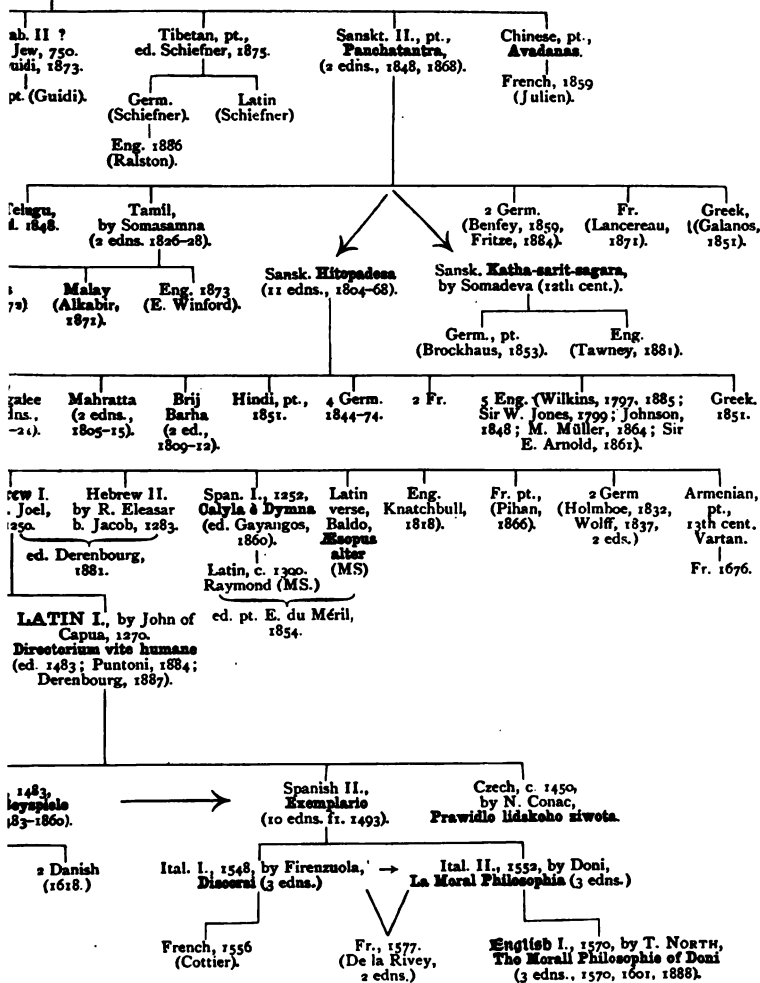 ab. II ?
Jew, 750.
uidi, 1873.
pt. (Guidi).
Tibetan, pt.,
ed. Schiefner, 1875.
Germ.
(Schiefner).
Latin
(Schiefner)
Eng. 1886
(Ralston).
Sanskt. II., pt.,
Panchatantra,
(2 edns., 1848, 1868).
Chinese, pt.,
Avadanas.
French, 1859
(Julien).
Telugu,
d. 1848.
Tamil,
by Somasamna
(2 edns. 1826–28).
2 Germ.
(Benfey, 1859,
Fritze, 1884).
Fr.
(Lancereau,
1871).
Greek,
(Galanos,
1851).
s
72)
Malay
(Alkabir,
1871).
Eng. 1873
(E. Winford).
Sansk. Hitopadesa
(11 edns., 1804–68).
Sansk. Katha-sarit-sagara,
by Somadeva (12th cent.).
Germ., pt.
(Brockhaus, 1853).
Eng.
(Tawney, 1881).
galee
dns.,
–21).
Mahratta
(2 edns.,
1805–15).
Brij
Barha
(2 ed.,
1809–12).
Hindi, pt.,
1851.
4 Germ.
1844–74.
2 Fr.
5 Eng. (Wilkins, 1797, 1885 ;
Sir W. Jones, 1799 ; Johnson,
1848 ; M. Müller, 1864 ; Sir
E. Arnold, 1861).
Greek.
1851.
rew I.
. Joel,
1250.
Hebrew II.
by R. Eleasar
b. Jacob, 1283.
ed. Derenbourg,
1881.
Span. I., 1252,
Calyla è Dymna
(ed. Gayangos,
1860).
Latin, c. 1300.
Raymond (MS.)
Latin
verse,
Baldo,
Æsopus
alter
(MS)
ed. pt. E. du Méril,
1854.
Eng.
Knatchbull,
1818).
Fr. pt.,
(Pihan,
1866).
2 Germ
(Holmboe, 1832,
Wolff, 1837,
2 eds.)
Armenian,
pt.,
13th cent.
Vartan.
Fr. 1676.
LATIN I., by John of
Capua, 1270.
Directorium vite humane
(ed. 1483 ; Puntoni, 1884 ;
Derenbourg, 1887).
, 1483,
Beyspiele
483–1860).
Spanish II.,
Exemplario
(10 edns. fr. 1493).
Czech, c. 1450,
by N. Conac,
Prawidlo lidskeho ziwota.
2 Danish
(1618.)
Ital. I., 1548, by Firenzuola,
Discorsi (3 edns.)
Ital. II., 1552, by Doni,
La Moral Philosophia (3 edns.)
French, 1556
(Cottier).
Fr., 1577.
(De la Rivey,
2 edns.)
English I., 1570, by T. NORTH,
The Morall Philosophie of Doni
(3 edns., 1570, 1601, 1888).